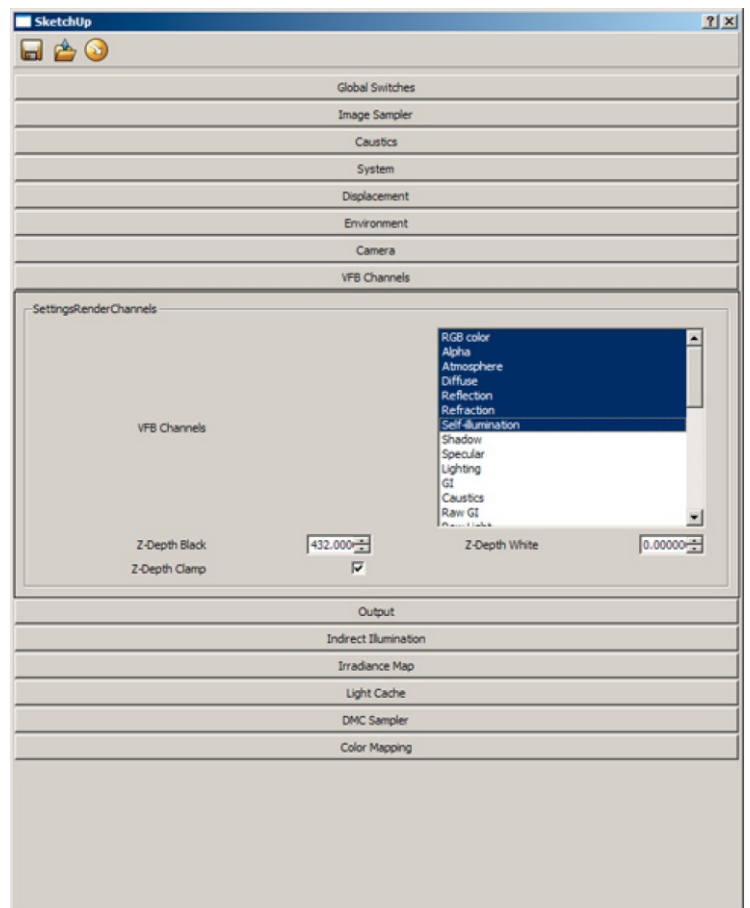 SketchUp
Global Switches
Image Sampler
Caustics
System
Displacement
Environment
Camera
VFB Channels
SettingsRenderChannels
VFB Channels
RGB color
Alpha
Atmosphere
Diffuse
Reflection
Refraction
Self-illumination
Shadow
Specular
Lighting
GI
Caustics
Raw GI
Z-Depth Black 432.000 Z-Depth White 0.00000
Z-Depth Clamp
Output
Indirect Illumination
Irradiance Map
Light Cache
DMC Sampler
Color Mapping